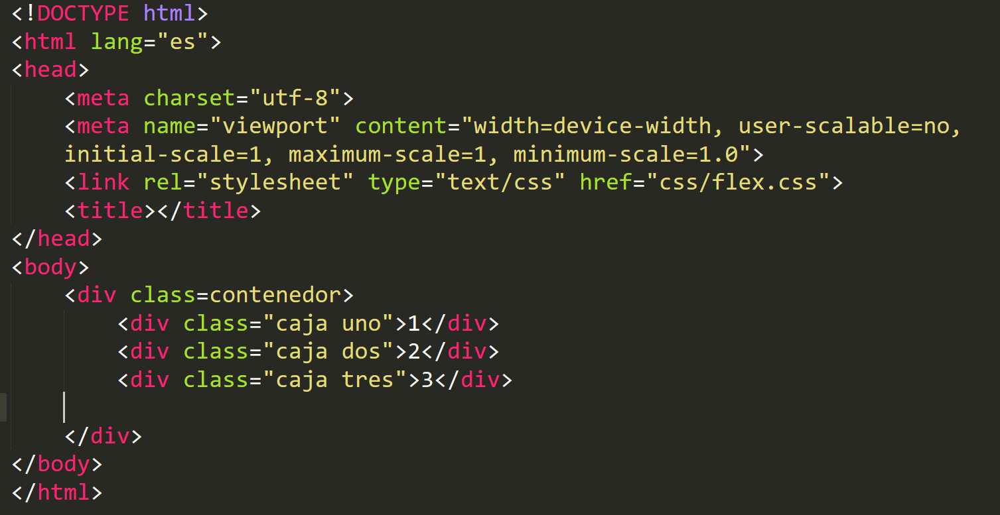 <!DOCTYPE html>
<html lang="es">
<head>
    <meta charset="utf-8">
    <meta name="viewport" content="width=device-width, user-scalable=no,
    initial-scale=1, maximum-scale=1, minimum-scale=1.0">
    <link rel="stylesheet" type="text/css" href="css/flex.css">
    <title></title>
</head>
<body>
    <div class=contenedor>
        <div class="caja uno">1</div>
        <div class="caja dos">2</div>
        <div class="caja tres">3</div>
    </div>
</body>
</html>